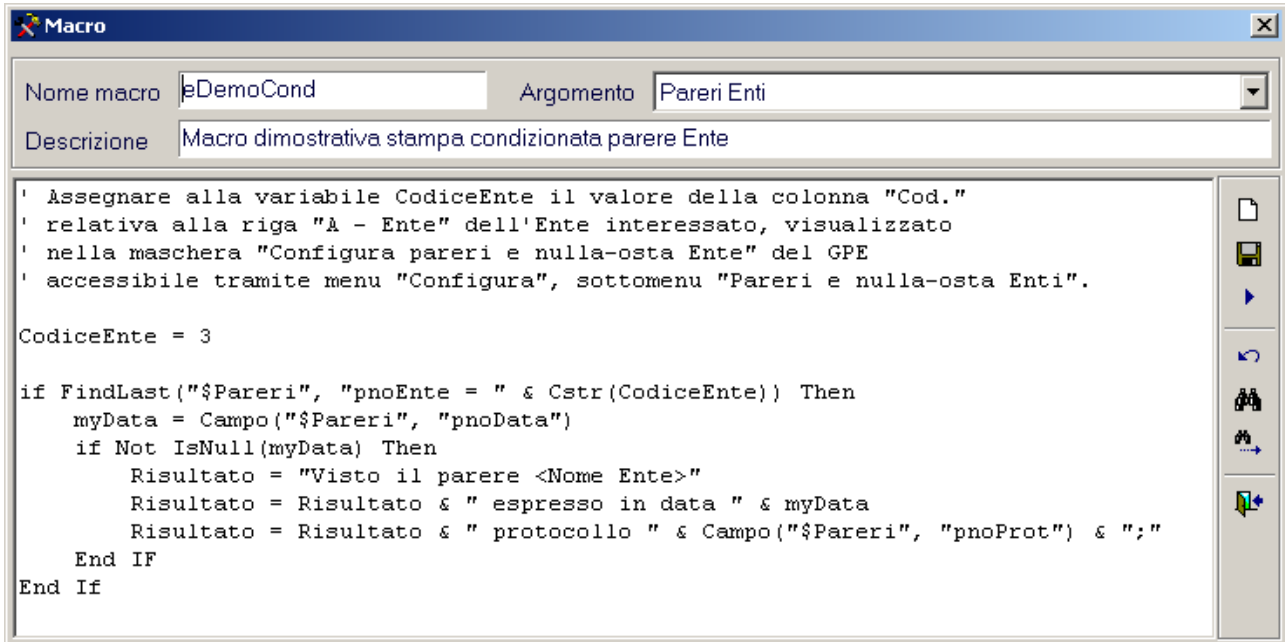 Macro
Nome macro eDemoCond Argomento Pareri Enti
Descrizione Macro dimostrativa stampa condizionata parere Ente
' Assegnare alla variabile CodiceEnte il valore della colonna "Cod."
' relativa alla riga "A - Ente" dell'Ente interessato, visualizzato
' nella maschera "Configura pareri e nulla-osta Ente" del GPE
' accessibile tramite menu "Configura", sottomenu "Pareri e nulla-osta Enti".
CodiceEnte = 3
if FindLast("$Pareri", "pnoEnte = " & Cstr(CodiceEnte)) Then
    myData = Campo("$Pareri", "pnoData")
    if Not IsNull(myData) Then
        Risultato = "Visto il parere <Nome Ente>"
        Risultato = Risultato & " espresso in data " & myData
        Risultato = Risultato & " protocollo " & Campo("$Pareri", "pnoProt") & ";"
    End IF
End If